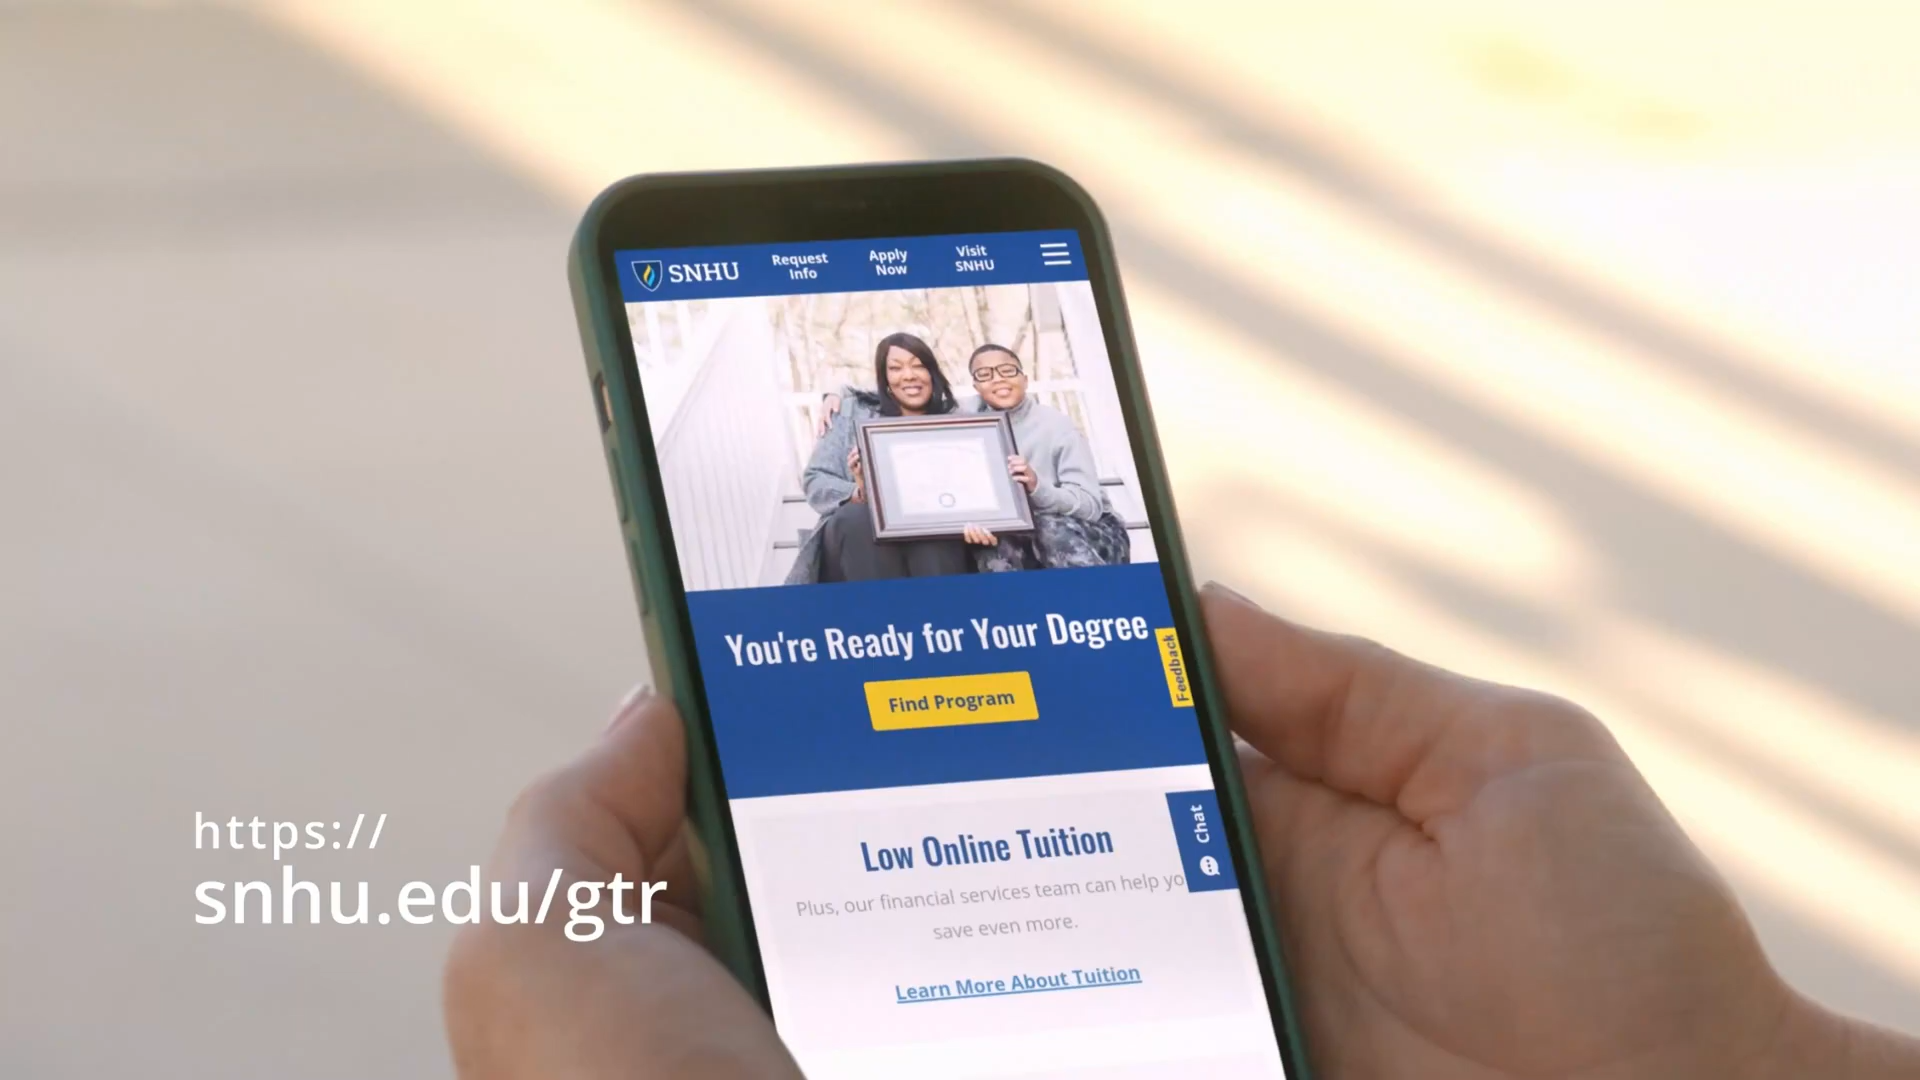 SNHU
Request
Info
Apply
Now
Visit
SNHU
You're Ready for Your Degree
Find Program
Feedback
Low Online Tuition
Chat
Plus, our financial services team can help
save even more.
Learn More About Tuition
https://
snhu.edu/gtr